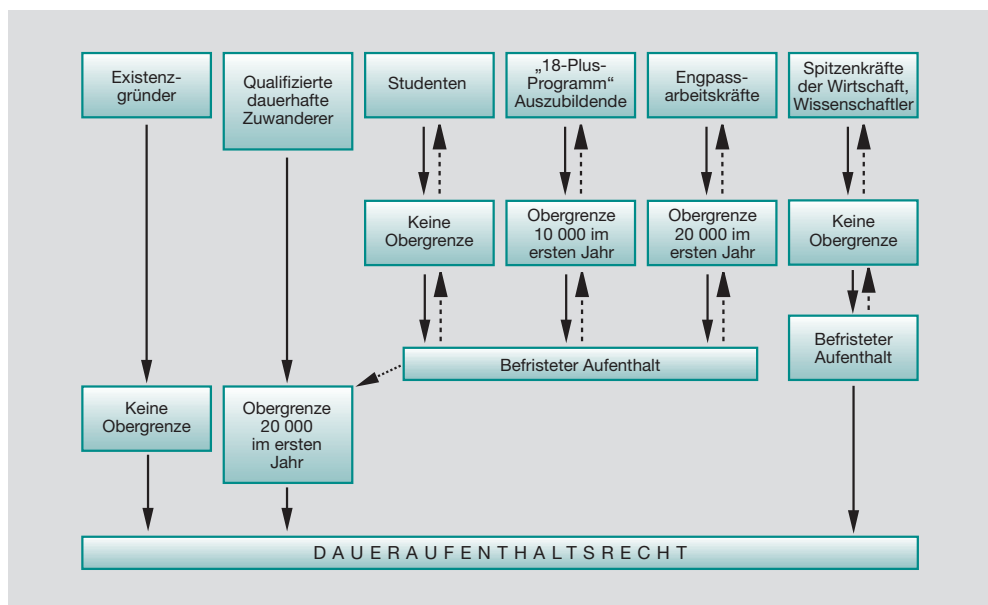 Existenz-
gründer
Qualifizierte
dauerhafte
Zuwanderer
Studenten
„18-Plus-
Programm“
Auszubildende
Engpass-
arbeitskräfte
Spitzenkräfte
der Wirtschaft,
Wissenschaftler
Keine
Obergrenze
Obergrenze
10 000 im
ersten Jahr
Obergrenze
20 000 im
ersten Jahr
Keine
Obergrenze
Befristeter Aufenthalt
Befristeter
Aufenthalt
Keine
Obergrenze
Obergrenze
20 000
im ersten
Jahr
DAUERAUFENTHALTSRECHT